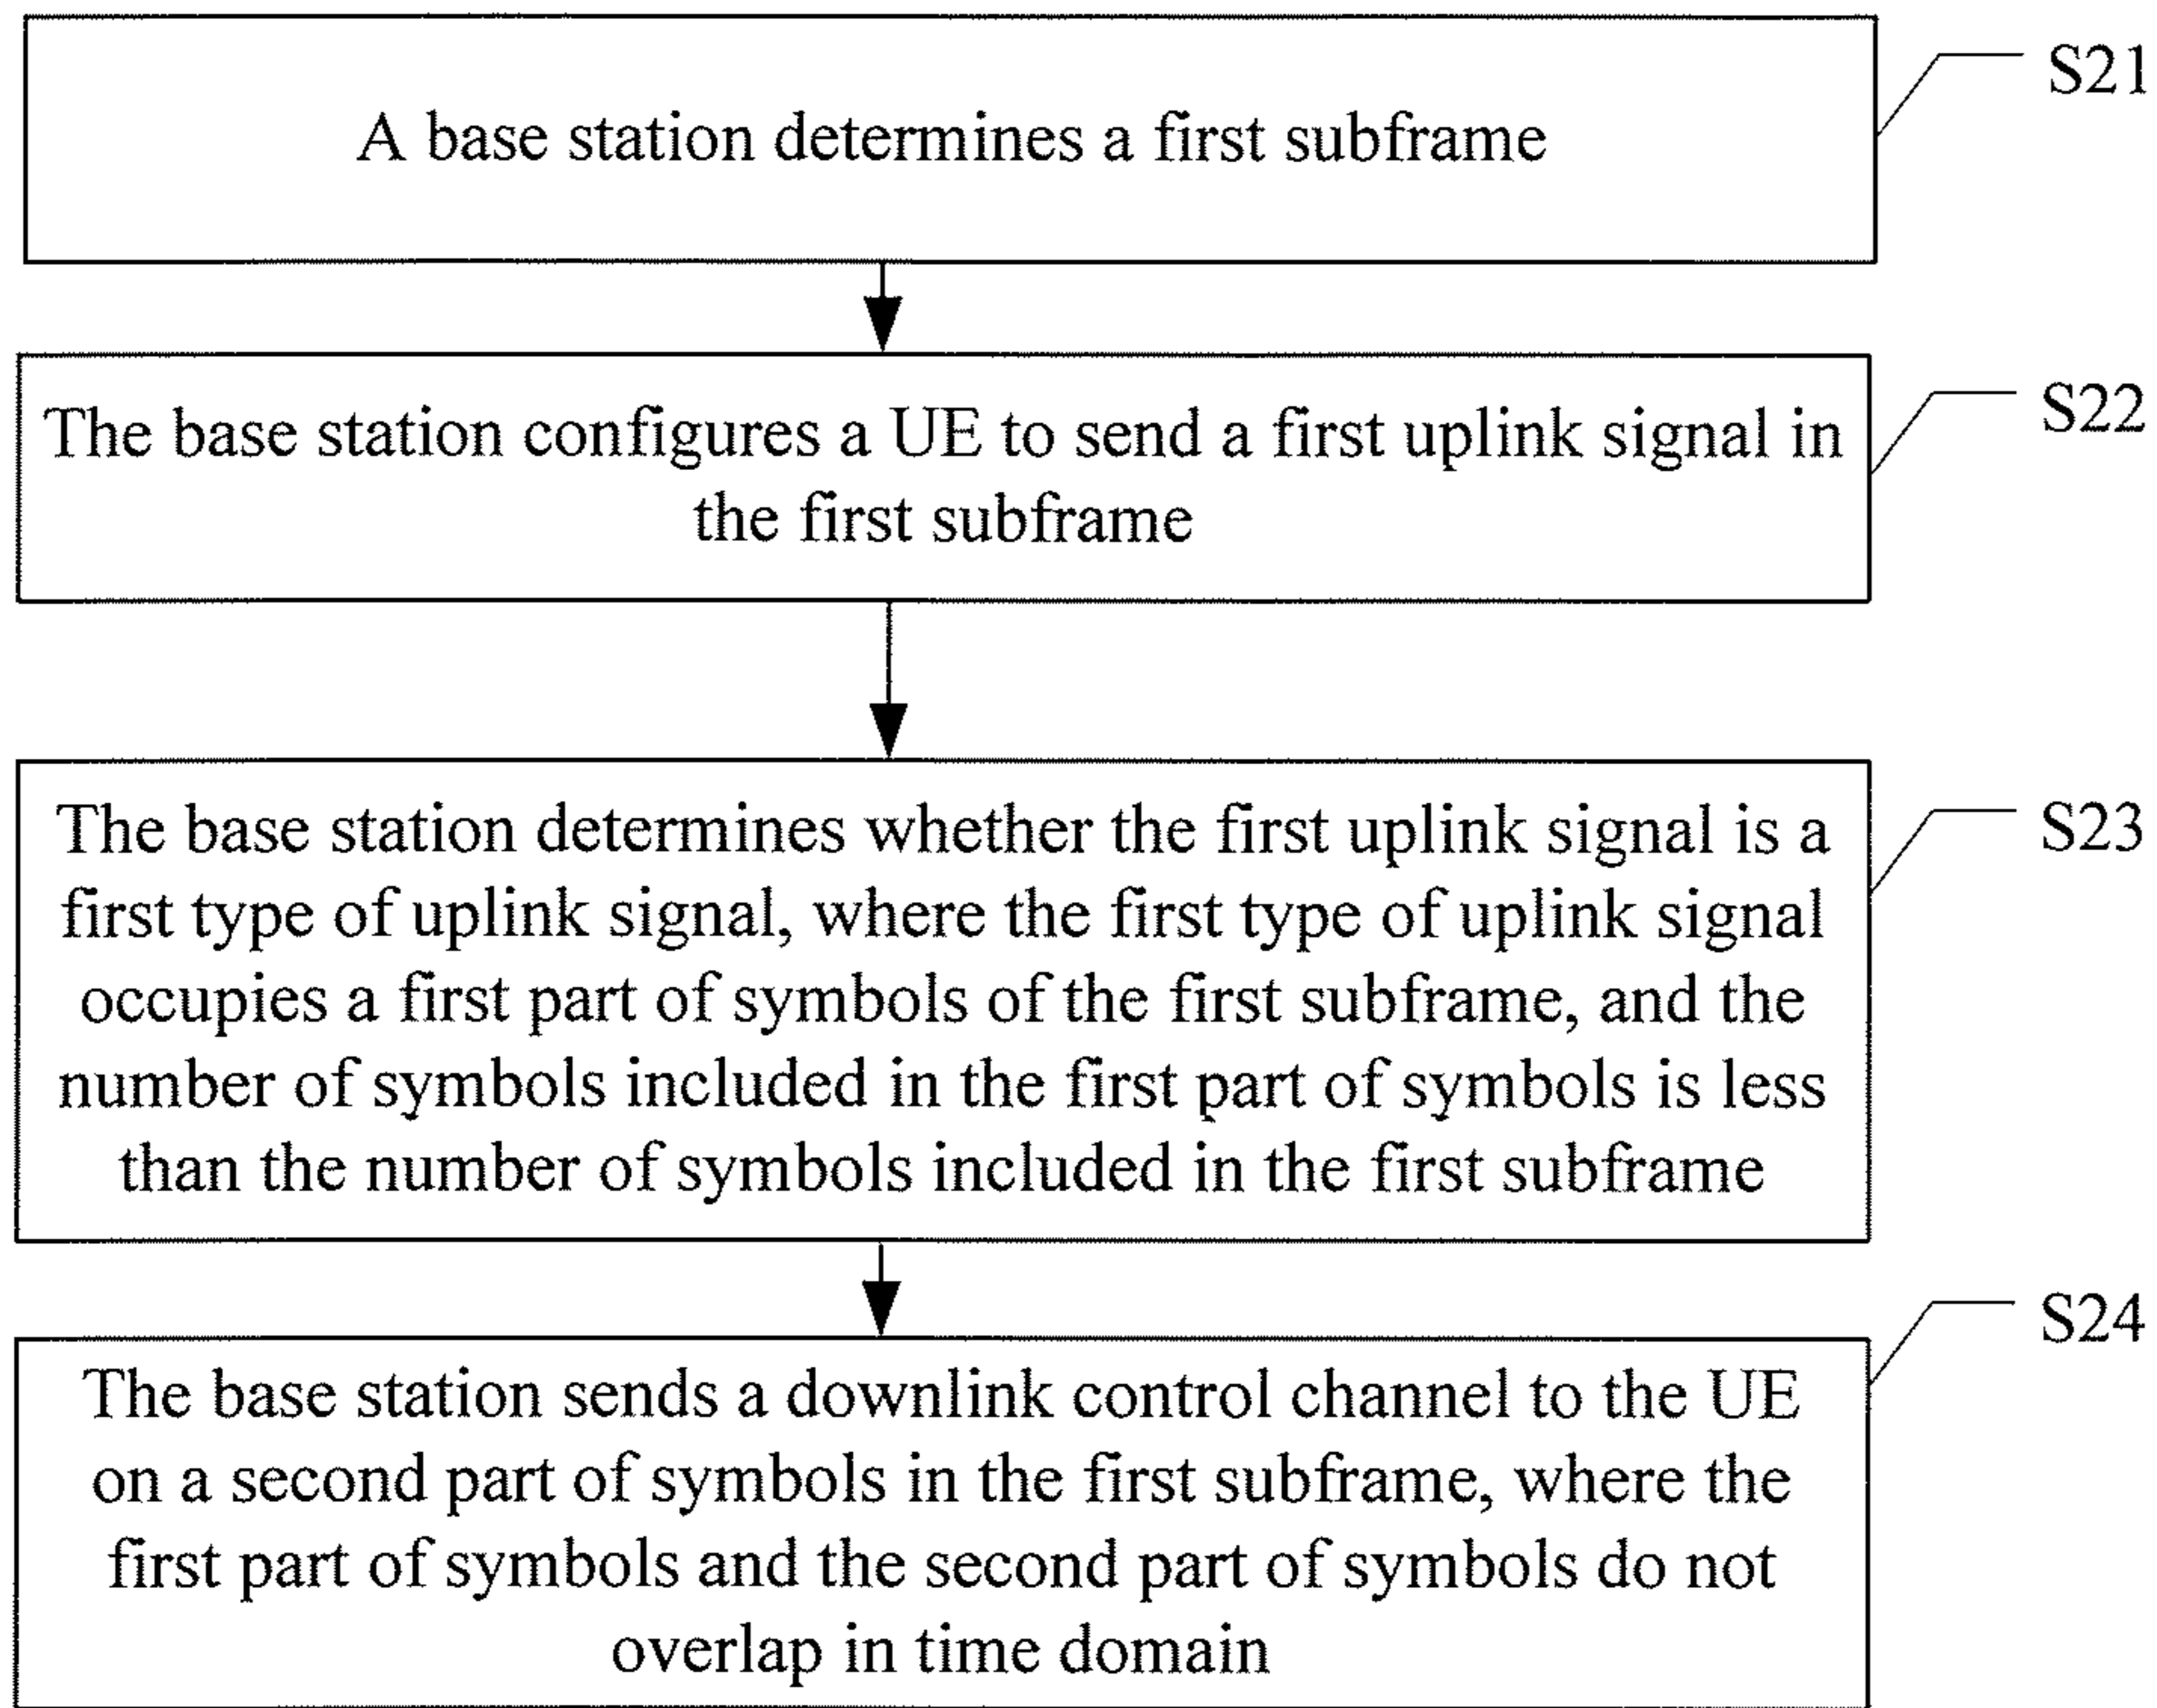 A base station determines a first subframe
S21
The base station configures a UE to send a first uplink signal in
the first subframe
S22
The base station determines whether the first uplink signal is a
first type of uplink signal, where the first type of uplink signal
occupies a first part of symbols of the first subframe, and the
number of symbols included in the first part of symbols is less
than the number of symbols included in the first subframe
S23
The base station sends a downlink control channel to the UE
on a second part of symbols in the first subframe, where the
first part of symbols and the second part of symbols do not
overlap in time domain
S24